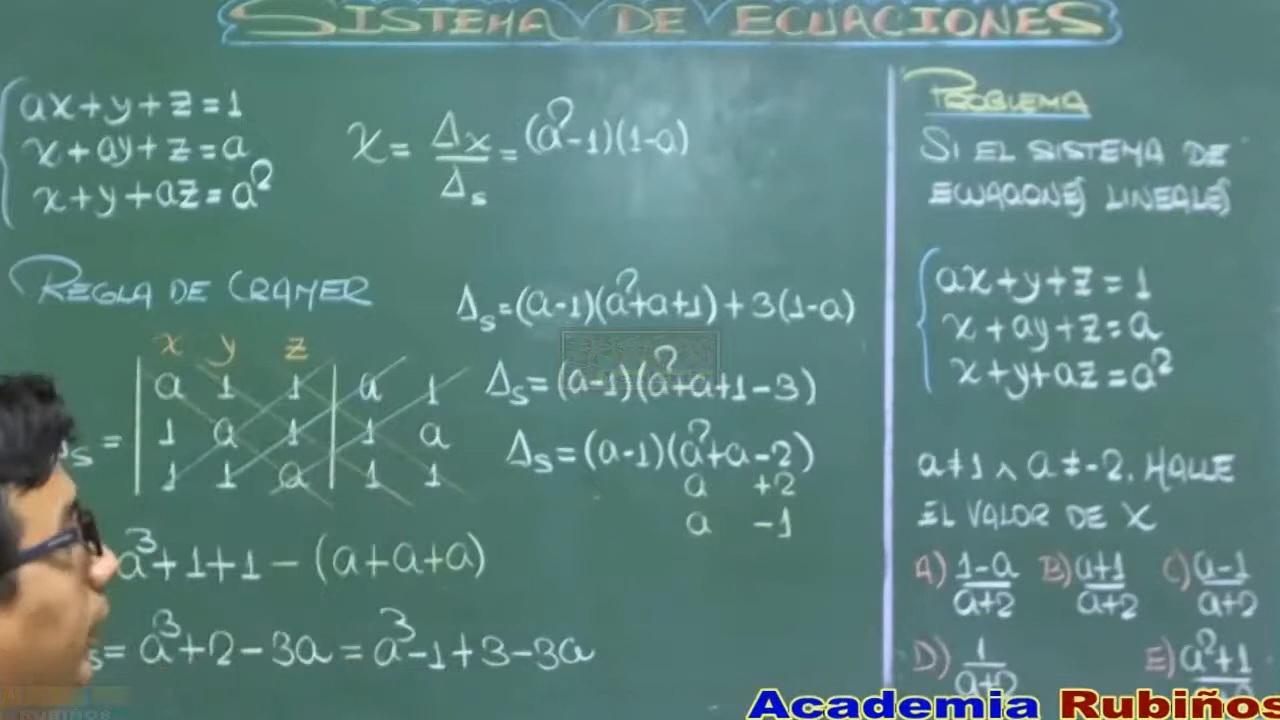 SISTEMA DE ECUACIONES
ax+y+z=1
x+ay+z=a
x+y+az=a²
x = Δx/Δs = (a²-1)(1-a)
REGLA DE CRAMER
x y z
a 1 1 a 1
s = 1 a 1 1 a
1 1 a 1 1
a³+1+1-(a+a+a)
s = a³+2-3a = a³-1+3-3a
Δs=(a-1)(a²+a+1)+3(1-a)
Δs=(a-1)(a²+a+1-3)
Δs=(a-1)(a²+a-2)
a +2
a -1
PROBLEMA
SI EL SISTEMA DE
ECUACIONES LINEALES
ax+y+z=1
x+ay+z=a
x+y+az=a²
a≠1 ∧ a≠-2. HALLE
EL VALOR DE X
A) 1-a/a+2 B) a+1/a+2 C) a-1/a+2
D) 1/a+2 E) a²+1
Academia Rubiños